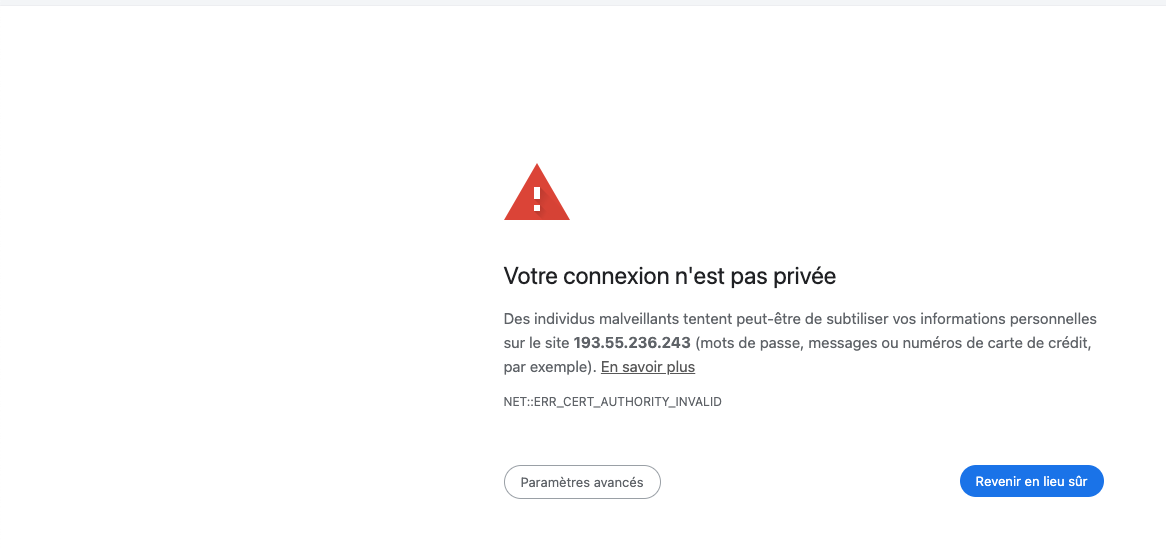 Votre connexion n'est pas privée
Des individus malveillants tentent peut-être de subtiliser vos informations personnelles
sur le site 193.55.236.243 (mots de passe, messages ou numéros de carte de crédit,
par exemple). En savoir plus
NET::ERR_CERT_AUTHORITY_INVALID
Paramètres avancés
Revenir en lieu sûr